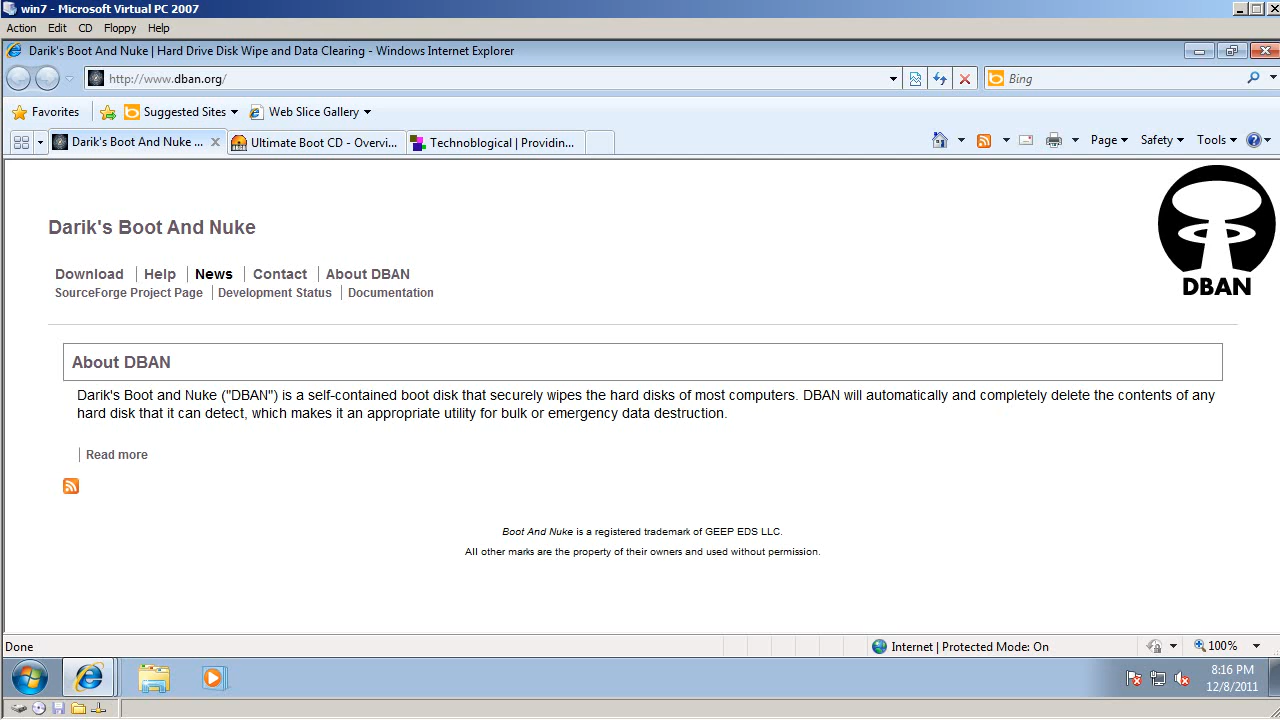 win7 - Microsoft Virtual PC 2007
Action Edit CD Floppy Help
Darik's Boot And Nuke | Hard Drive Disk Wipe and Data Clearing - Windows Internet Explorer
http://www.dban.org/
Bing
Favorites Suggested Sites Web Slice Gallery
Darik's Boot And Nuke ... Ultimate Boot CD - Overvi... Technoblogical | Providin... Page Safety Tools
Darik's Boot And Nuke
Download Help News Contact About DBAN
SourceForge Project Page Development Status Documentation
DBAN
About DBAN
Darik's Boot and Nuke ("DBAN") is a self-contained boot disk that securely wipes the hard disks of most computers. DBAN will automatically and completely delete the contents of any
hard disk that it can detect, which makes it an appropriate utility for bulk or emergency data destruction.
Read more
Boot And Nuke is a registered trademark of GEEP EDS LLC.
All other marks are the property of their owners and used without permission.
Done Internet | Protected Mode: On 100%
8:16 PM
12/8/2011